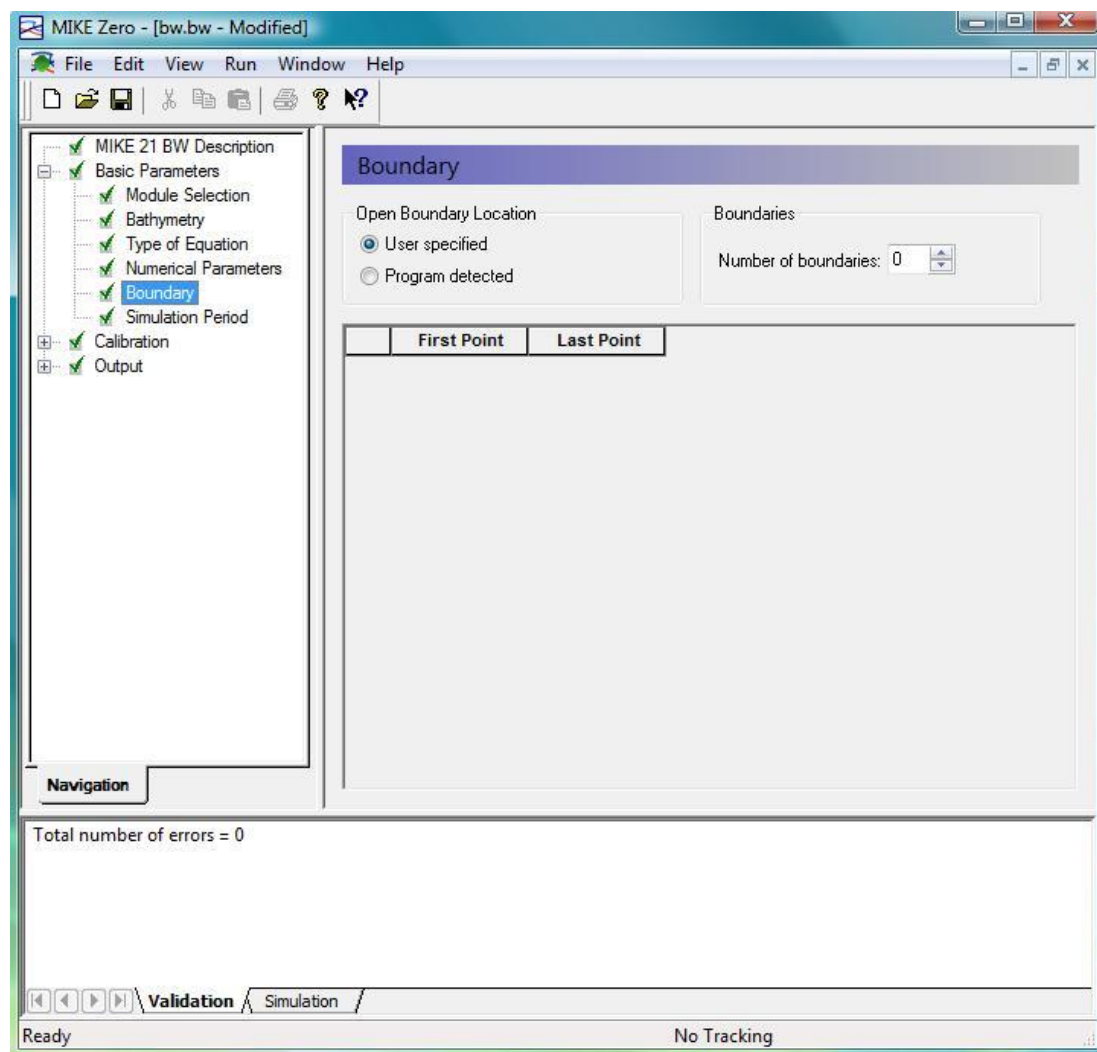 MIKE Zero - [bw.bw - Modified]
File Edit View Run Window Help
MIKE 21 BW Description
Basic Parameters
Module Selection
Bathymetry
Type of Equation
Numerical Parameters
Boundary
Simulation Period
Calibration
Output
Navigation
Boundary
Open Boundary Location
User specified
Program detected
Boundaries
Number of boundaries: 0
First Point Last Point
Total number of errors = 0
Validation Simulation
Ready No Tracking